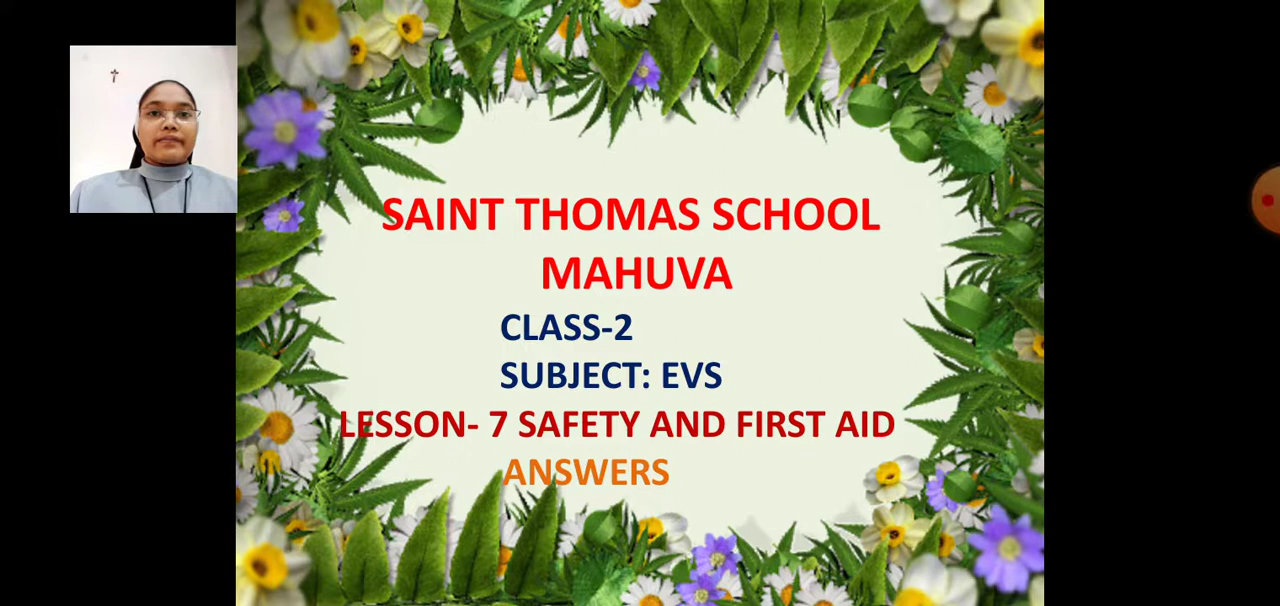 SAINT THOMAS SCHOOL
MAHUVA
CLASS-2
SUBJECT: EVS
LESSON- 7 SAFETY AND FIRST AID
ANSWERS